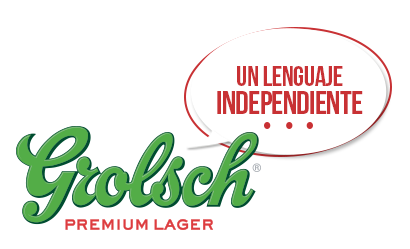 UN LENGUAJE
INDEPENDIENTE
• • •
Grolsch®
PREMIUM LAGER